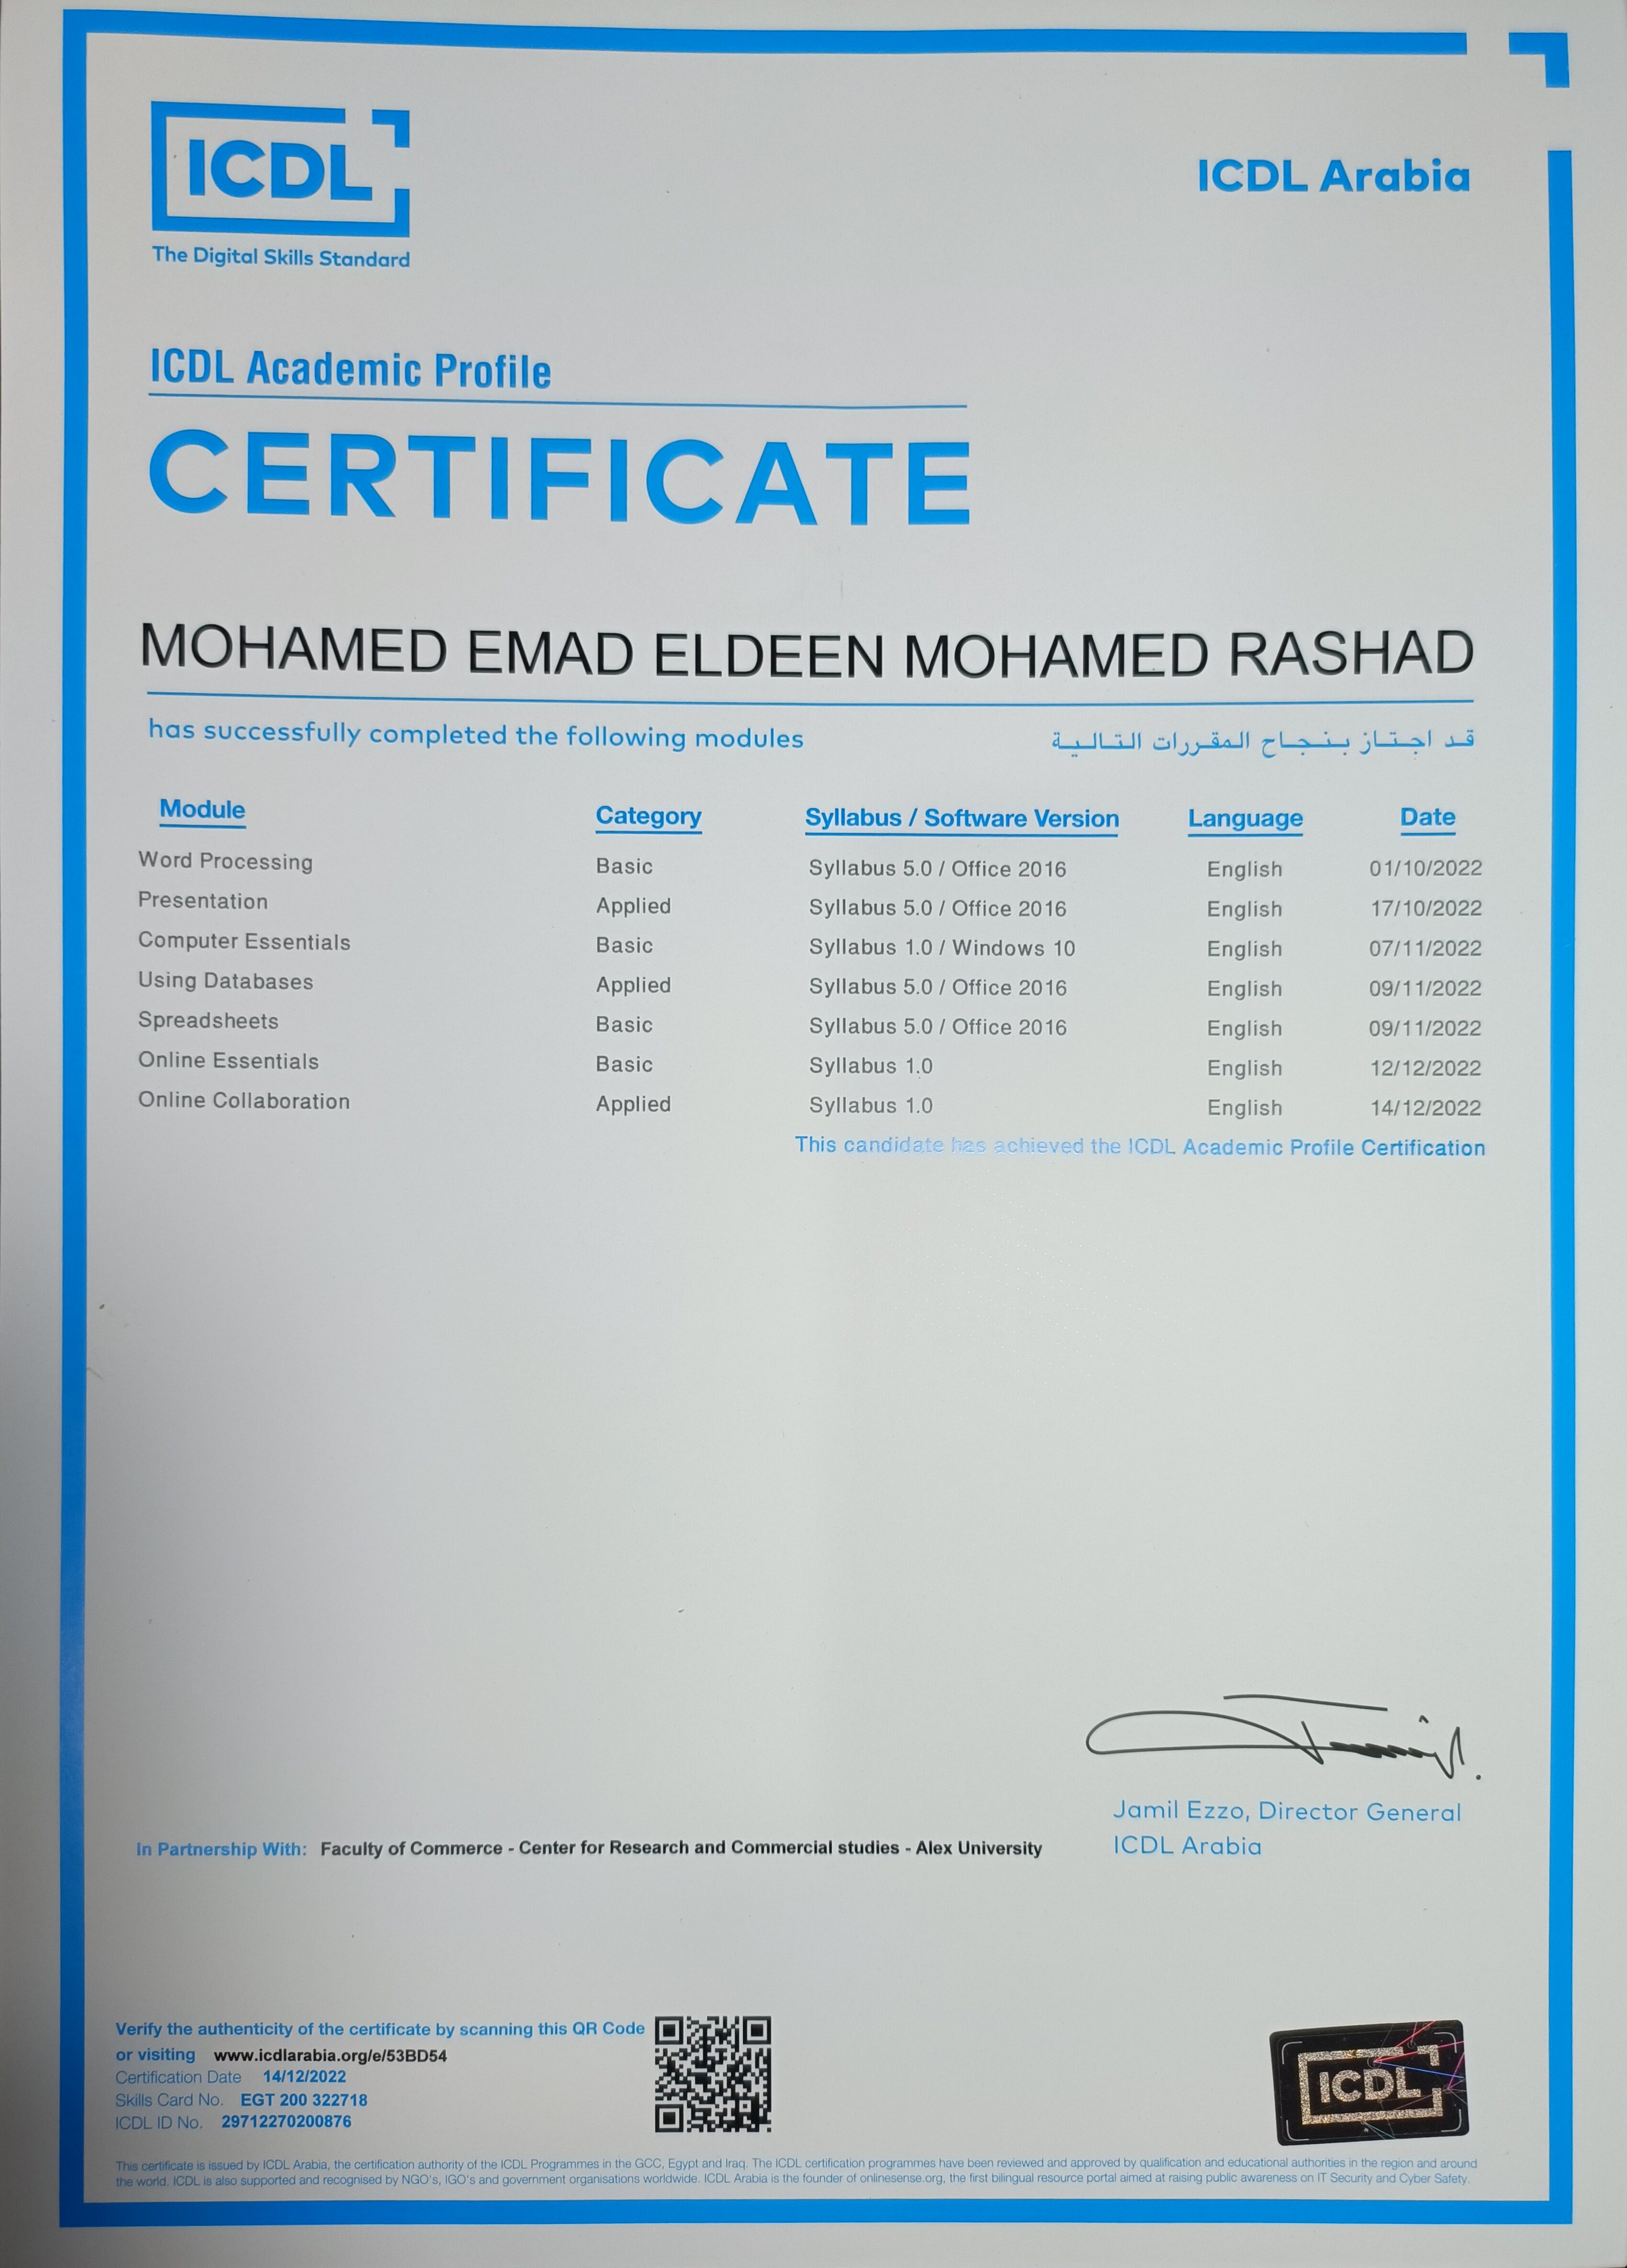 ICDL
The Digital Skills Standard
ICDL Arabia
ICDL Academic Profile
CERTIFICATE
MOHAMED EMAD ELDEEN MOHAMED RASHAD
has successfully completed the following modules قد اجتاز بنجاح المقررات التالية
Module Category Syllabus / Software Version Language Date
Word Processing Basic Syllabus 5.0 / Office 2016 English 01/10/2022
Presentation Applied Syllabus 5.0 / Office 2016 English 17/10/2022
Computer Essentials Basic Syllabus 1.0 / Windows 10 English 07/11/2022
Using Databases Applied Syllabus 5.0 / Office 2016 English 09/11/2022
Spreadsheets Basic Syllabus 5.0 / Office 2016 English 09/11/2022
Online Essentials Basic Syllabus 1.0 English 12/12/2022
Online Collaboration Applied Syllabus 1.0 English 14/12/2022
This candidate has achieved the ICDL Academic Profile Certification
Jamil Ezzo, Director General
ICDL Arabia
In Partnership With: Faculty of Commerce - Center for Research and Commercial studies - Alex University
Verify the authenticity of the certificate by scanning this QR Code
or visiting www.icdlarabia.org/e/53BD54
Certification Date 14/12/2022
Skills Card No. EGT 200 322718
ICDL ID No. 29712270200876
ICDL
This certificate is issued by ICDL Arabia, the certification authority of the ICDL Programmes in the GCC, Egypt and Iraq. The ICDL certification programmes have been reviewed and approved by qualification and educational authorities in the region and around
the world. ICDL is also supported and recognised by NGO's, IGO's and government organisations worldwide. ICDL Arabia is the founder of onlinesense.org, the first bilingual resource portal aimed at raising public awareness on IT Security and Cyber Safety.